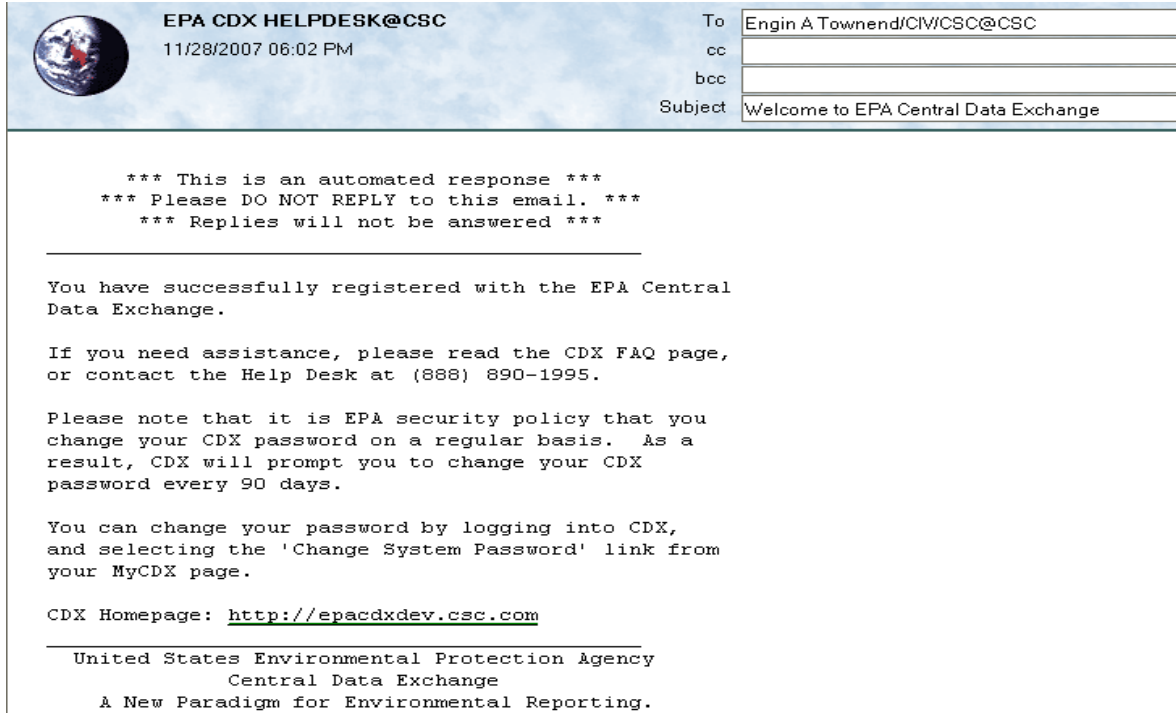 EPA CDX HELPDESK@CSC
11/28/2007 06:02 PM
To Engin A Townend/CIV/CSC@CSC
cc
bcc
Subject Welcome to EPA Central Data Exchange
*** This is an automated response ***
*** Please DO NOT REPLY to this email. ***
*** Replies will not be answered ***
You have successfully registered with the EPA Central
Data Exchange.
If you need assistance, please read the CDX FAQ page,
or contact the Help Desk at (888) 890-1995.
Please note that it is EPA security policy that you
change your CDX password on a regular basis.  As a
result, CDX will prompt you to change your CDX
password every 90 days.
You can change your password by logging into CDX,
and selecting the 'Change System Password' link from
your MyCDX page.
CDX Homepage: http://epacdxdev.csc.com
United States Environmental Protection Agency
Central Data Exchange
A New Paradigm for Environmental Reporting.